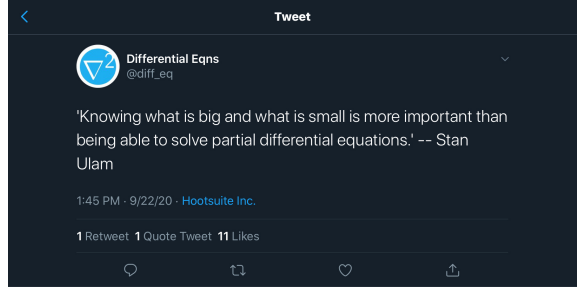 Tweet
∇2
Differential Eqns
@diff_eq
'Knowing what is big and what is small is more important than
being able to solve partial differential equations.' -- Stan
Ulam
1:45 PM · 9/22/20 · Hootsuite Inc.
1 Retweet 1 Quote Tweet 11 Likes